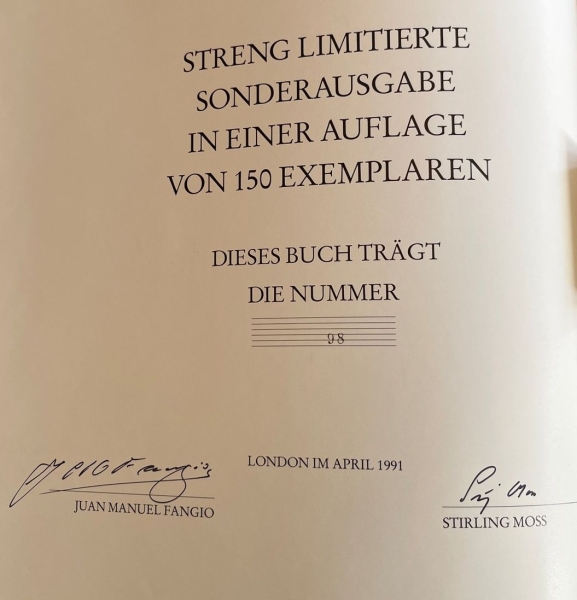 STRENG LIMITIERTE
SONDERAUSGABE
IN EINER AUFLAGE
VON 150 EXEMPLAREN
DIESES BUCH TRÄGT
DIE NUMMER
98
LONDON IM APRIL 1991
JUAN MANUEL FANGIO
STIRLING MOSS